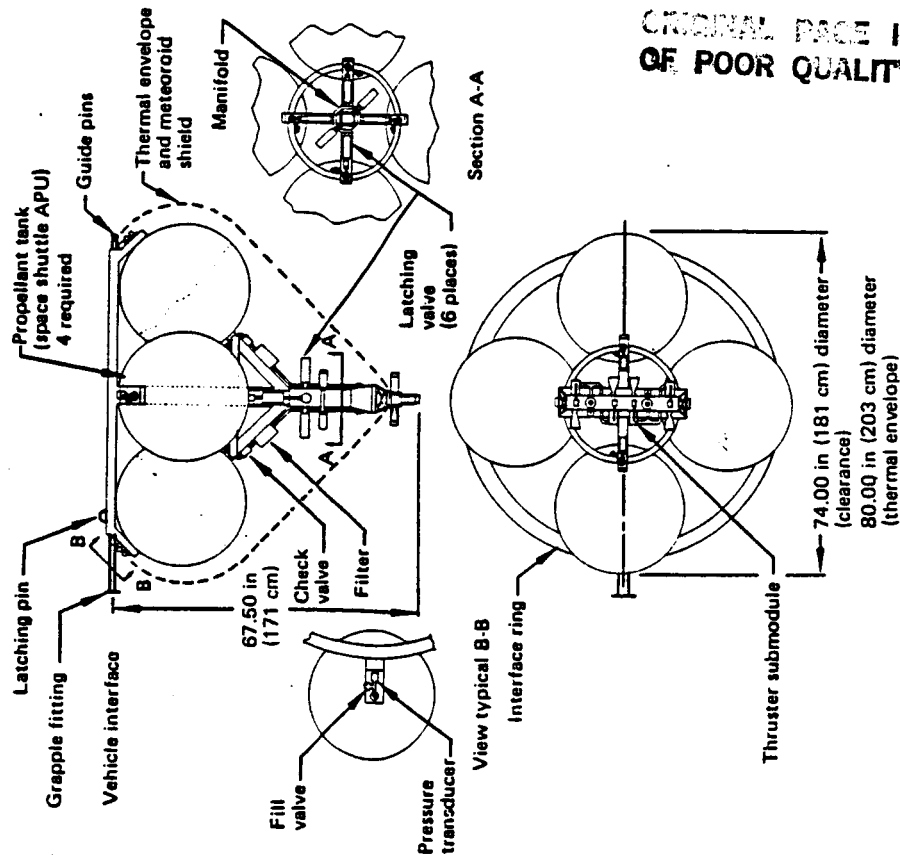 ORIGINAL PAGE I
OF POOR QUALIT
Latching pin
Grapple fitting
Vehicle interface
Propellant tank
(space shuttle APU)
4 required
Guide pins
Thermal envelope
and meteoroid
shield
Manifold
B
B
67.50 in
(171 cm)
Check
valve
Filter
A
A
Latching
valve
(6 places)
Section A-A
Fill
valve
Pressure
transducer
View typical B-B
Interface ring
Thruster submodule
74.00 in (181 cm) diameter
(clearance)
80.00 in (203 cm) diameter
(thermal envelope)